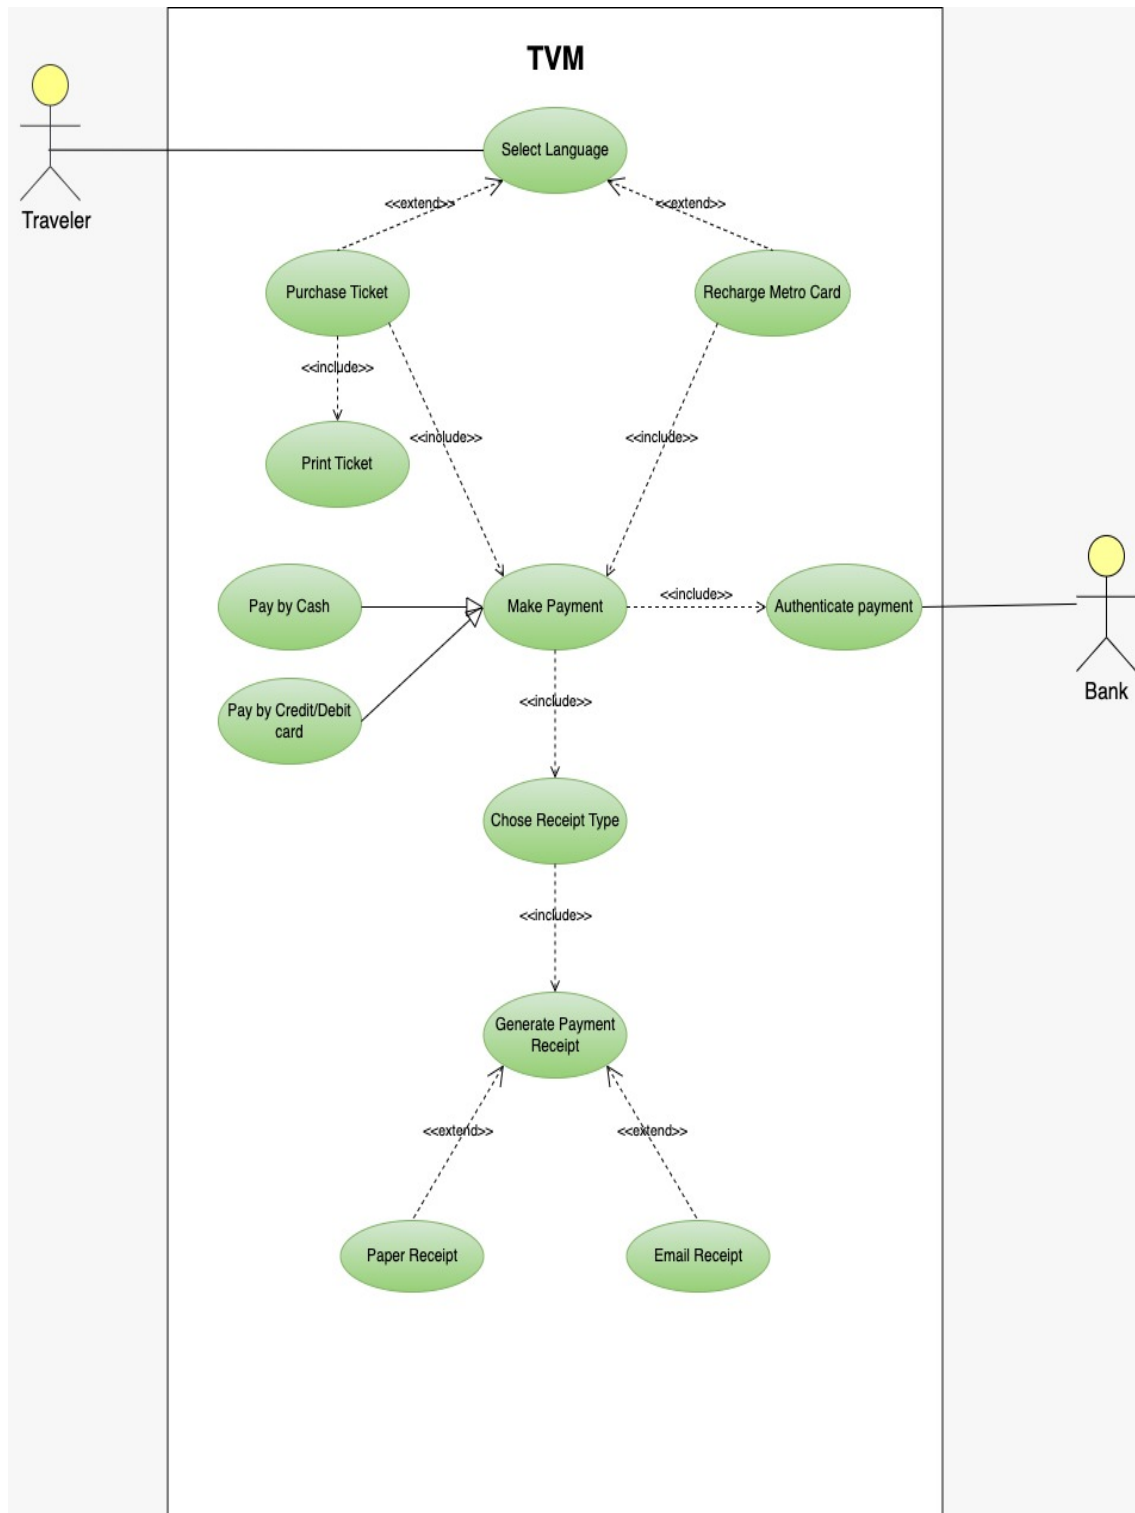 TVM
Select Language
Traveler
<<extend>>
<<extend>>
Purchase Ticket
Recharge Metro Card
<<include>>
<<include>>
<<include>>
Print Ticket
Pay by Cash
Make Payment
<<include>>
Authenticate payment
Bank
Pay by Credit/Debit
card
<<include>>
Chose Receipt Type
<<include>>
Generate Payment
Receipt
<<extend>>
<<extend>>
Paper Receipt
Email Receipt